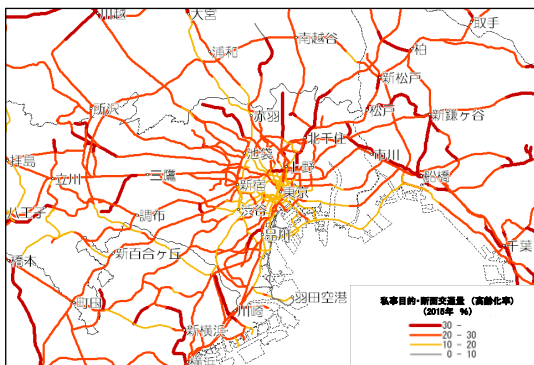 川越
大宮
取手
浦和
南越谷
柏
新松戸
所沢
赤羽
松戸
新鎌ヶ谷
北千住
池袋
市川
拝島
三鷹
上野
船橋
立川
新宿
東京
八王子
調布
渋谷
品川
千葉
橋本
新百合ヶ丘
羽田空港
町田
川崎
新横浜
横浜
私事目的・断面交通量（高齢化率）
（2015年 %）
30 -
20 - 30
10 - 20
0 - 10